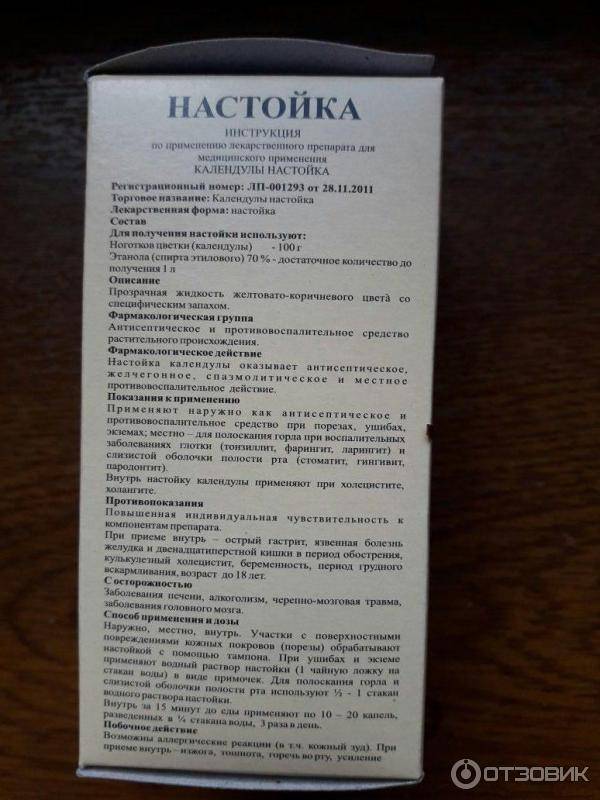 НАСТОЙКА
ИНСТРУКЦИЯ
по применению лекарственного препарата для
медицинского применения
КАЛЕНДУЛЫ НАСТОЙКА
Регистрационный номер: ЛП-001293 от 28.11.2011
Торговое название: Календулы настойка
Лекарственная форма: настойка
Состав
Для получения настойки используют:
Ноготков цветки (календулы) - 100 г
Этанола (спирта этилового) 70 % - достаточное количество до
получения 1 л
Описание
Прозрачная жидкость желтовато-коричневого цвета со
специфическим запахом.
Фармакологическая группа
Антисептическое и противовоспалительное средство
растительного происхождения.
Фармакологическое действие
Настойка календулы оказывает антисептическое,
желчегонное, спазмолитическое и местное
противовоспалительное действие.
Показания к применению
Применяют наружно как антисептическое и
противовоспалительное средство при порезах, ушибах,
экземах; местно – для полоскания горла при воспалительных
заболеваниях глотки (тонзиллит, фарингит, ларингит) и
слизистой оболочки полости рта (стоматит, гингивит,
пародонтит).
Внутрь настойку календулы применяют при холецистите,
холангите.
Противопоказания
Повышенная индивидуальная чувствительность к
компонентам препарата.
При приеме внутрь – острый гастрит, язвенная болезнь
желудка и двенадцатиперстной кишки в период обострения,
кулькулезный холецистит, беременность, период грудного
вскармливания, возраст до 18 лет.
С осторожностью
Заболевания печени, алкоголизм, черепно-мозговая травма,
заболевания головного мозга.
Способ применения и дозы
Наружно, местно, внутрь. Участки с поверхностными
повреждениями кожных покровов (порезы) обрабатывают
настойкой с помощью тампона. При ушибах и экземе
применяют водный раствор настойки (1 чайную ложку на
стакан воды) в виде примочек. Для полоскания горла и
слизистой оболочки полости рта используют ½ - 1 стакан
водного раствора настойки.
Внутрь за 15 минут до еды применяют по 10 – 20 капель,
разведенных в ¼ стакана воды, 3 раза в день.
Побочное действие
Возможны аллергические реакции (в т.ч. кожный зуд). При
приеме внутрь – изжога, тошнота, горечь во рту, усиление
ОТЗОВИК